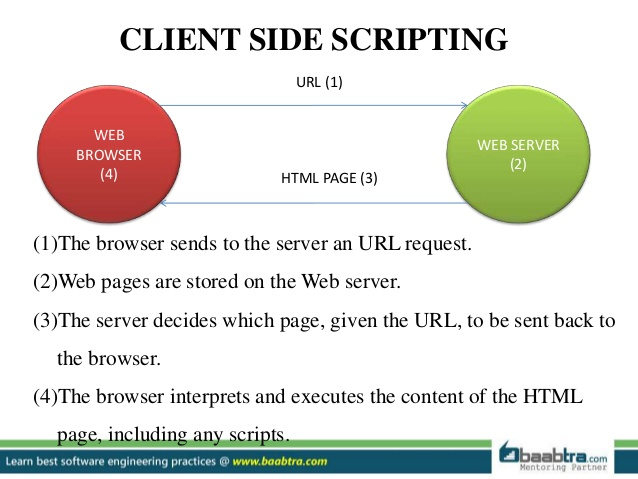 CLIENT SIDE SCRIPTING
URL (1)
WEB
BROWSER
(4)
WEB SERVER
(2)
HTML PAGE (3)
(1)The browser sends to the server an URL request.
(2)Web pages are stored on the Web server.
(3)The server decides which page, given the URL, to be sent back to
the browser.
(4)The browser interprets and executes the content of the HTML
page, including any scripts.
Learn best software engineering practices @ www.baabtra.com
baabtra.com
Mentoring Partner